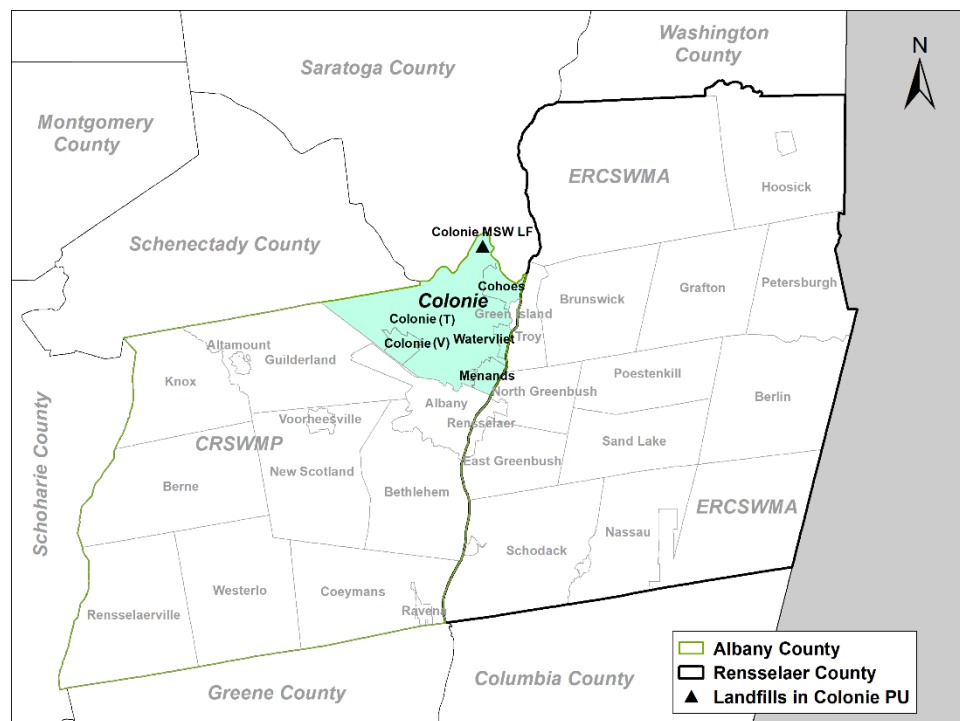 Washington
County
N
Saratoga County
Montgomery
County
ERCSWMA
Hoosick
Colonie MSW LF
Schenectady County
Cohoes
Colonie
Brunswick
Grafton
Petersburgh
Green Island
Colonie (T)
Colonie (V)
Watervliet
Troy
Altamount
Guilderland
Knox
Menands
North Greenbush
Poestenkill
Berlin
Albany
Voorheesville
Rensselaer
CRSWMP
Sand Lake
East Greenbush
New Scotland
Berne
Bethlehem
Schoharie County
ERCSWMA
Nassau
Schodack
Westerlo
Coeymans
Rensselaerville
Ravena
Greene County
Columbia County
Albany County
Rensselaer County
Landfills in Colonie PU